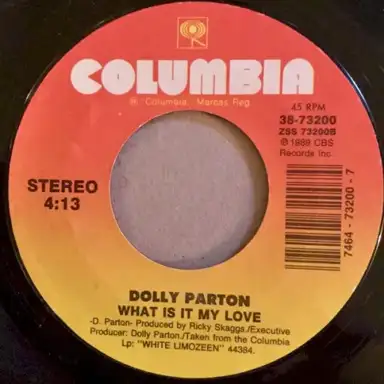 COLUMBIA
® Columbia, Marcas Reg.
45 RPM
38-73200
ZSS 73200B
℗ 1989 CBS
Records Inc.
STEREO
4:13
7464-73200-7
DOLLY PARTON
WHAT IS IT MY LOVE
-D. Parton- Produced by Ricky Skaggs./Executive
Producer: Dolly Parton./Taken from the Columbia
Lp: "WHITE LIMOZEEN" 44384.